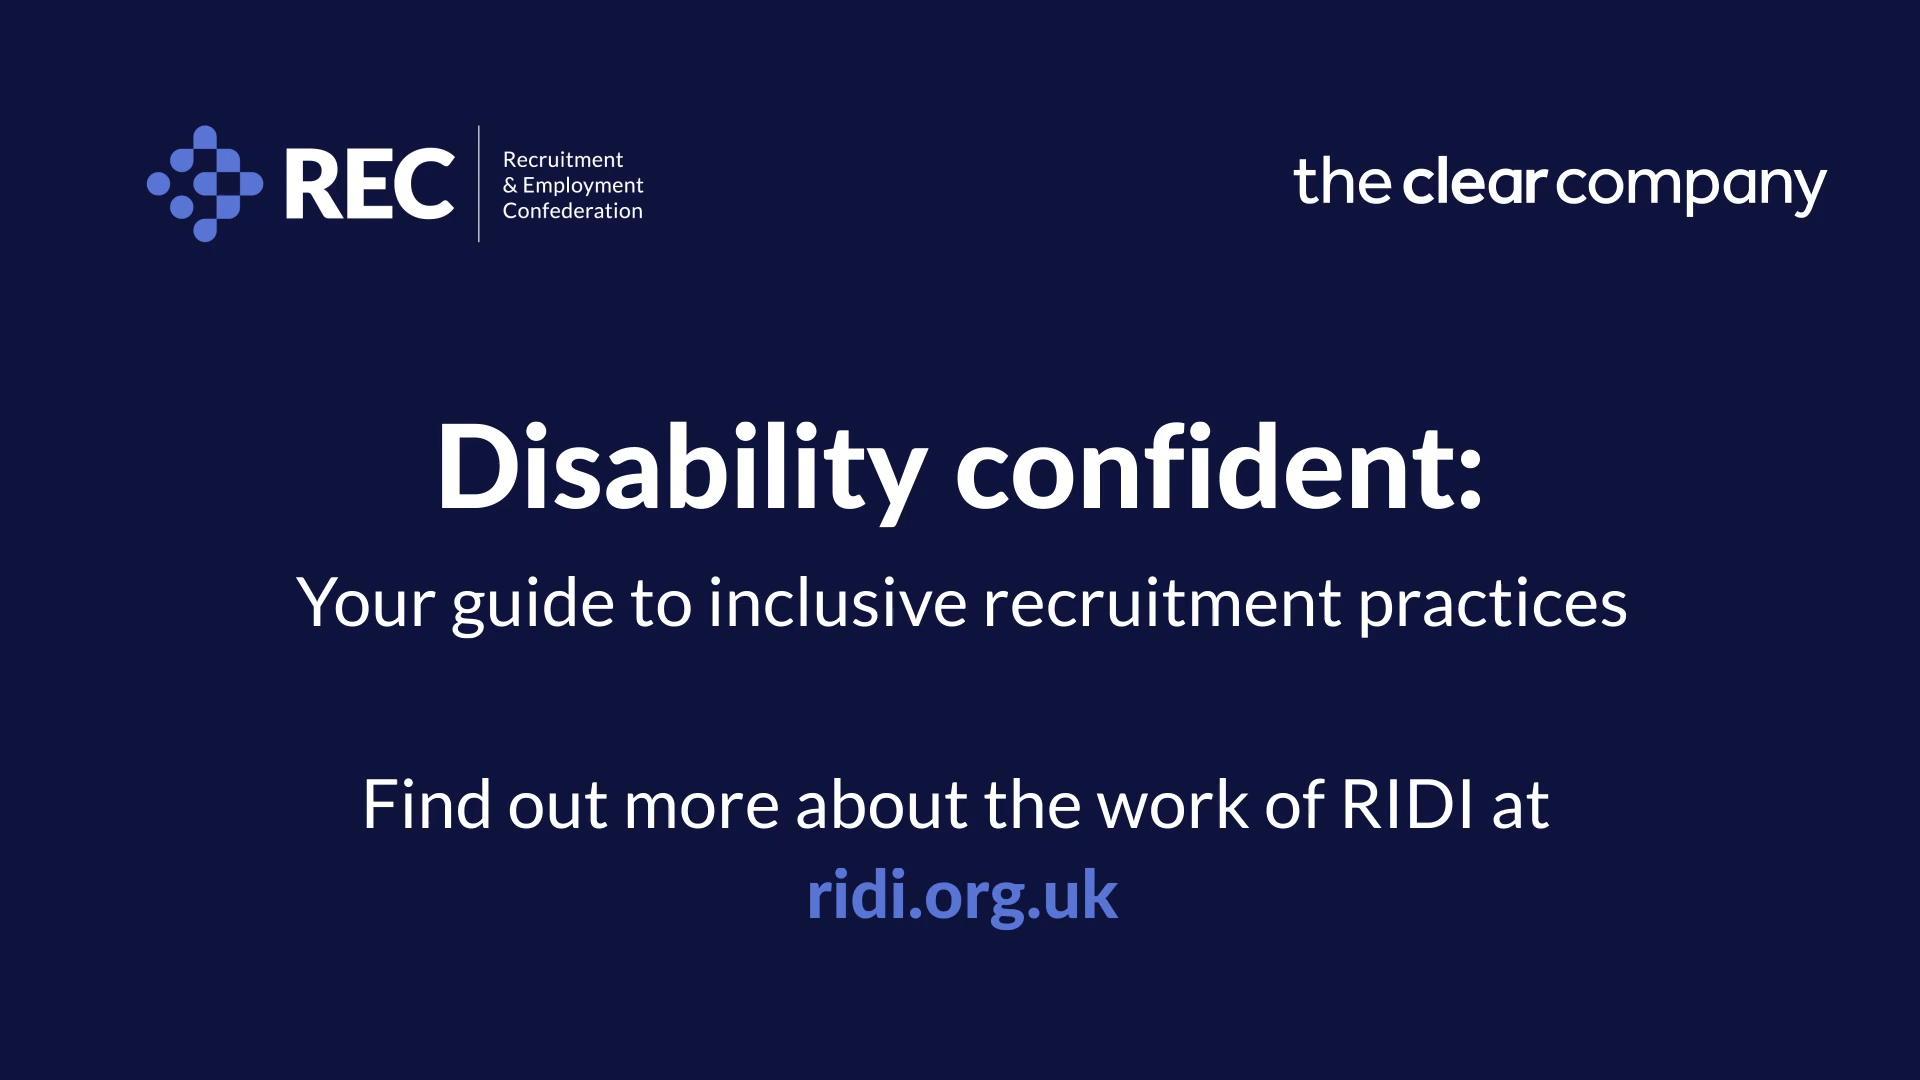 REC
Recruitment
& Employment
Confederation
the clear company
Disability confident:
Your guide to inclusive recruitment practices
Find out more about the work of RIDI at
ridi.org.uk